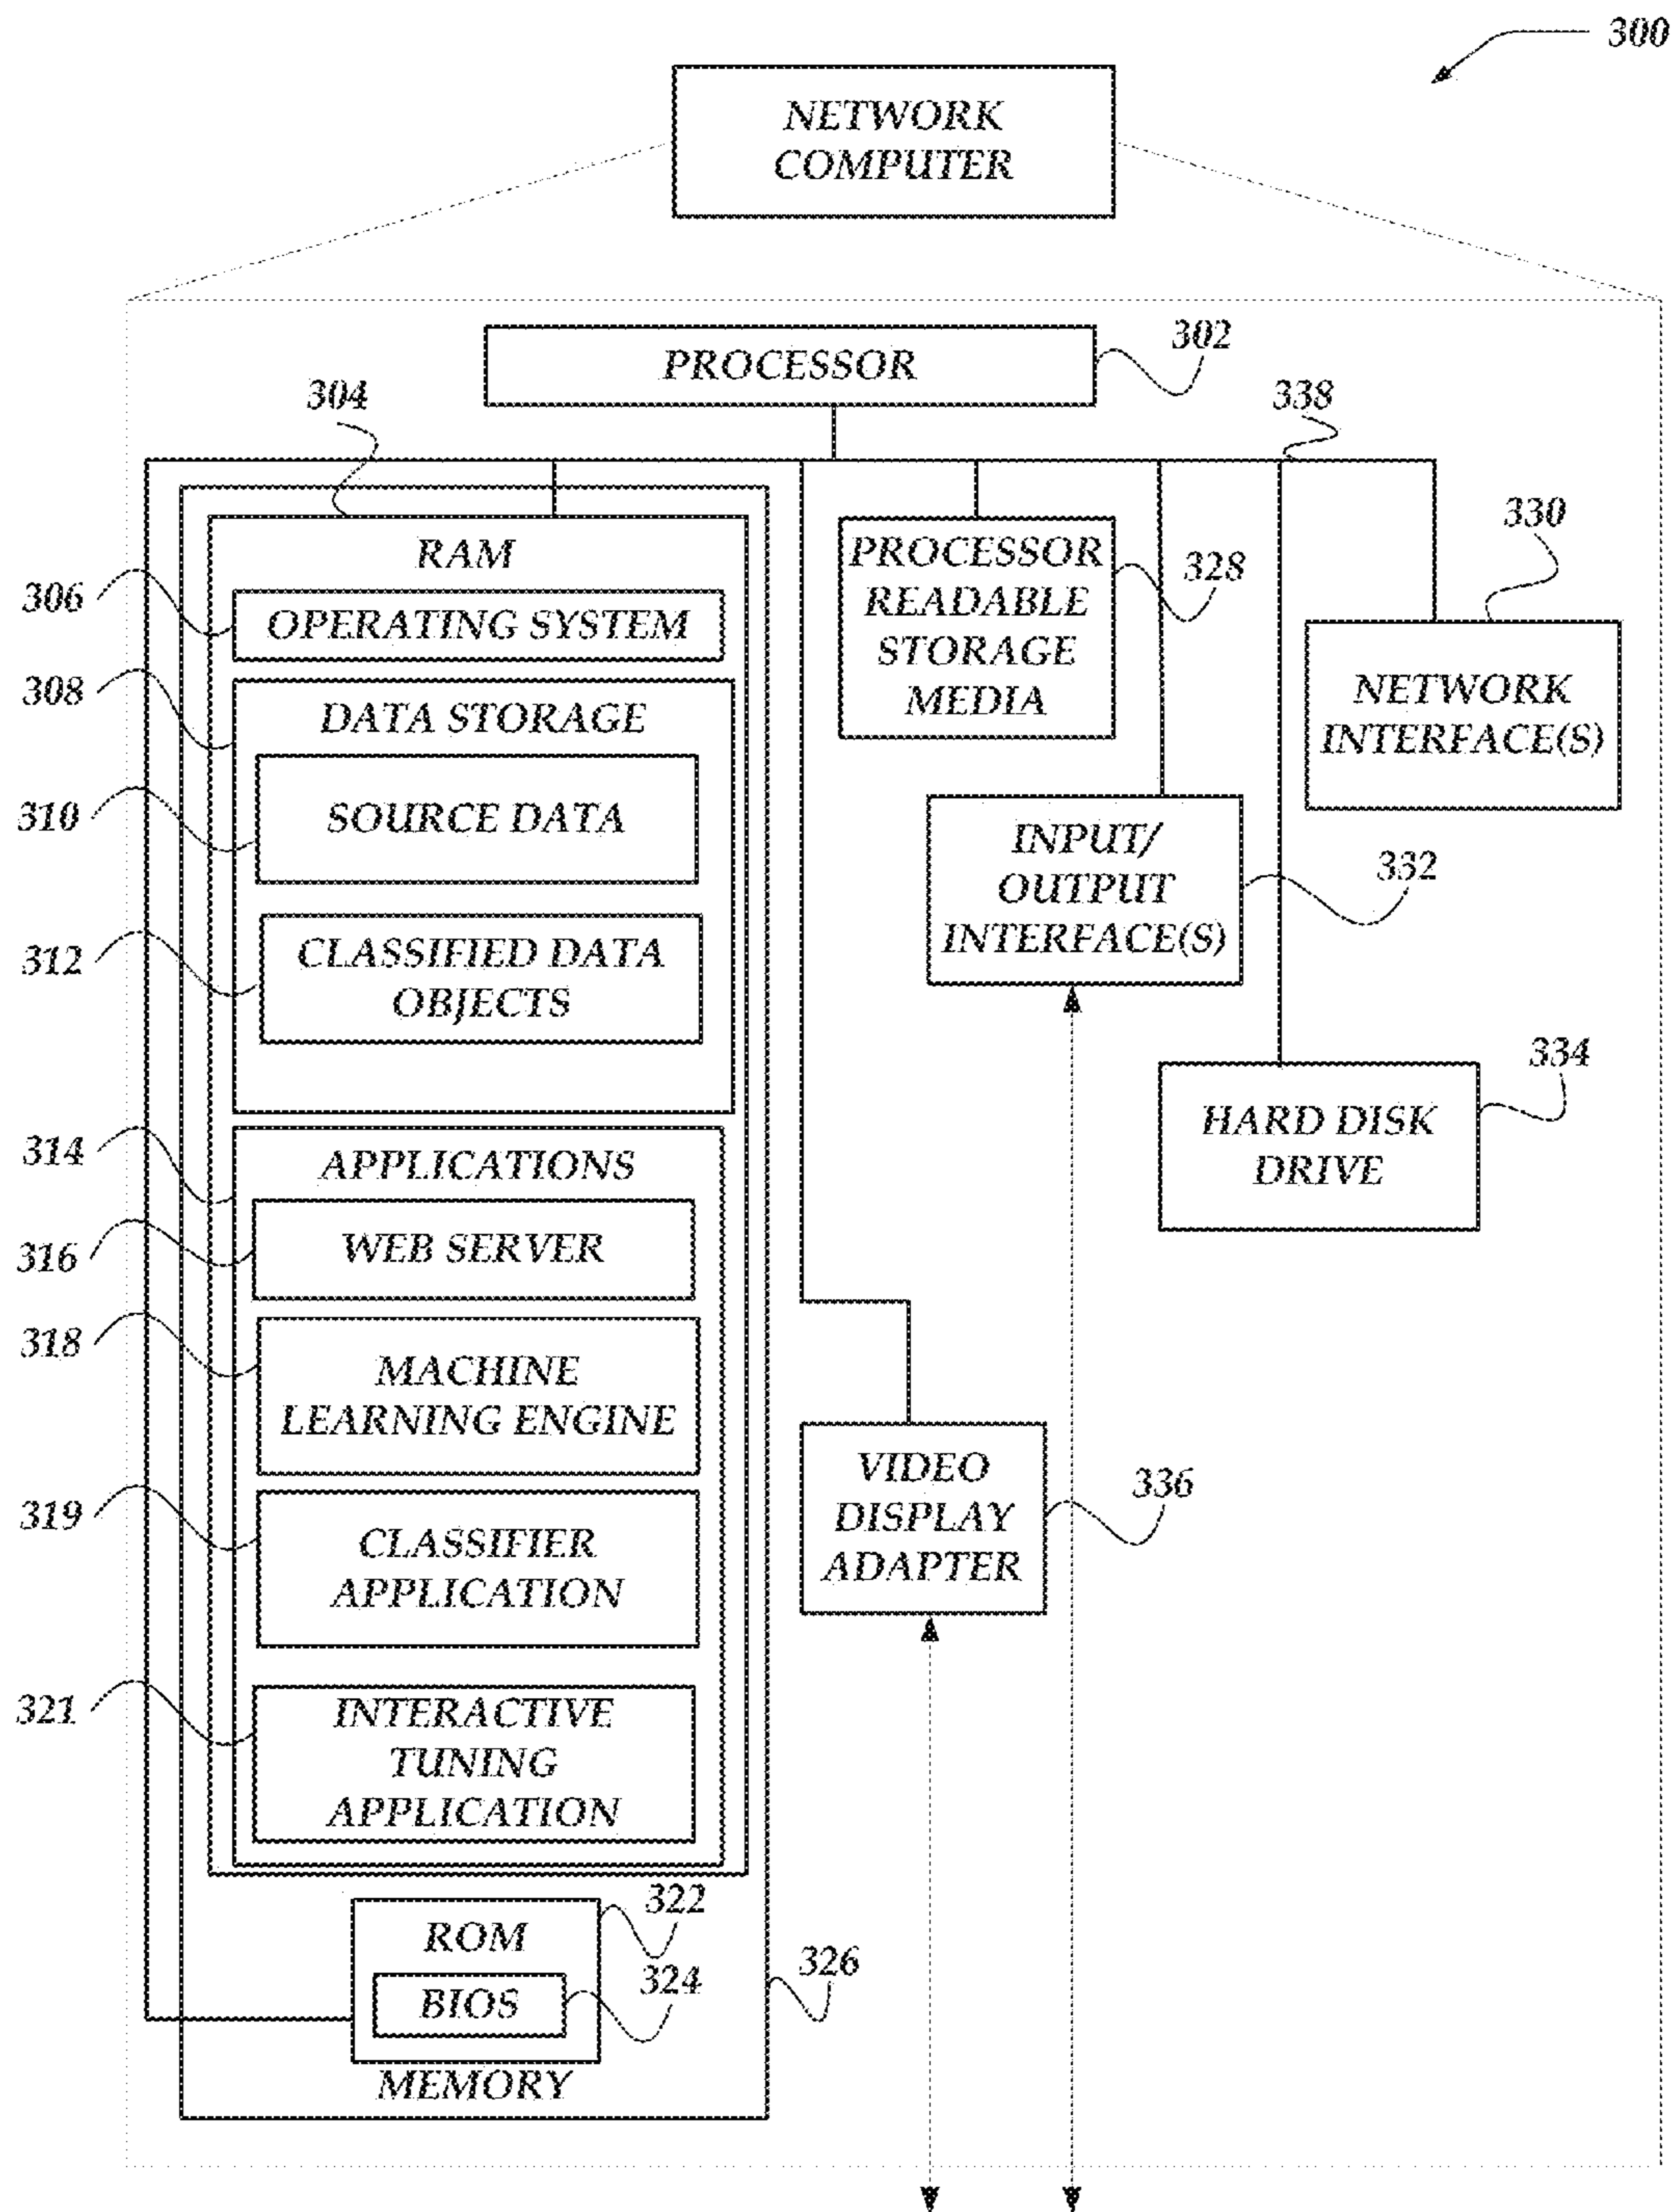 300
NETWORK
COMPUTER
PROCESSOR
302
304
338
RAM
306
OPERATING SYSTEM
308
DATA STORAGE
310
SOURCE DATA
312
CLASSIFIED DATA
OBJECTS
314
APPLICATIONS
316
WEB SERVER
318
MACHINE
LEARNING ENGINE
319
CLASSIFIER
APPLICATION
321
INTERACTIVE
TUNING
APPLICATION
322
ROM
324
BIOS
326
MEMORY
PROCESSOR
READABLE
STORAGE
MEDIA
328
330
NETWORK
INTERFACE(S)
INPUT/
OUTPUT
INTERFACE(S)
332
334
HARD DISK
DRIVE
VIDEO
DISPLAY
ADAPTER
336